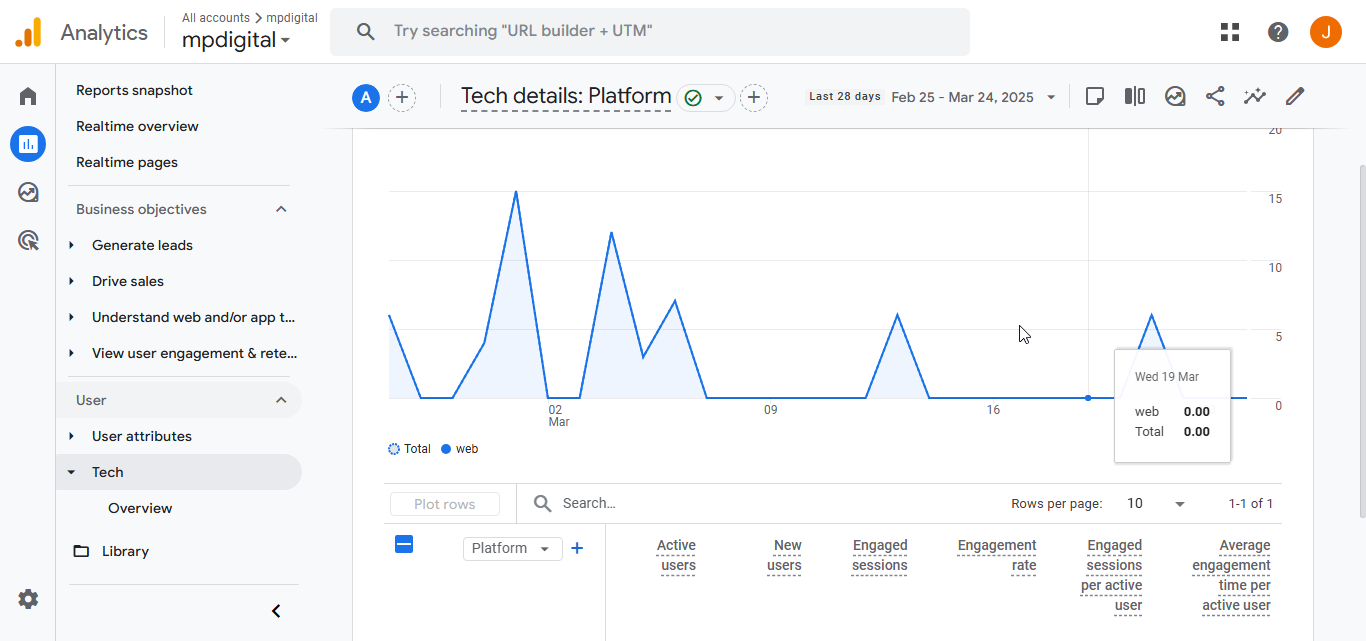 Analytics
All accounts > mpdigital
mpdigital
Try searching "URL builder + UTM"
?
J
Reports snapshot
Realtime overview
Realtime pages
Business objectives
Generate leads
Drive sales
Understand web and/or app t...
View user engagement & rete...
User
User attributes
Tech
Overview
Library
A
Tech details: Platform
Last 28 days Feb 25 - Mar 24, 2025
20
15
10
5
0
02
Mar
09
16
Wed 19 Mar
web 0.00
Total 0.00
Total web
Plot rows
Search...
Rows per page: 10
1-1 of 1
Platform
Active
users
New
users
Engaged
sessions
Engagement
rate
Engaged
sessions
per active
user
Average
engagement
time per
active user